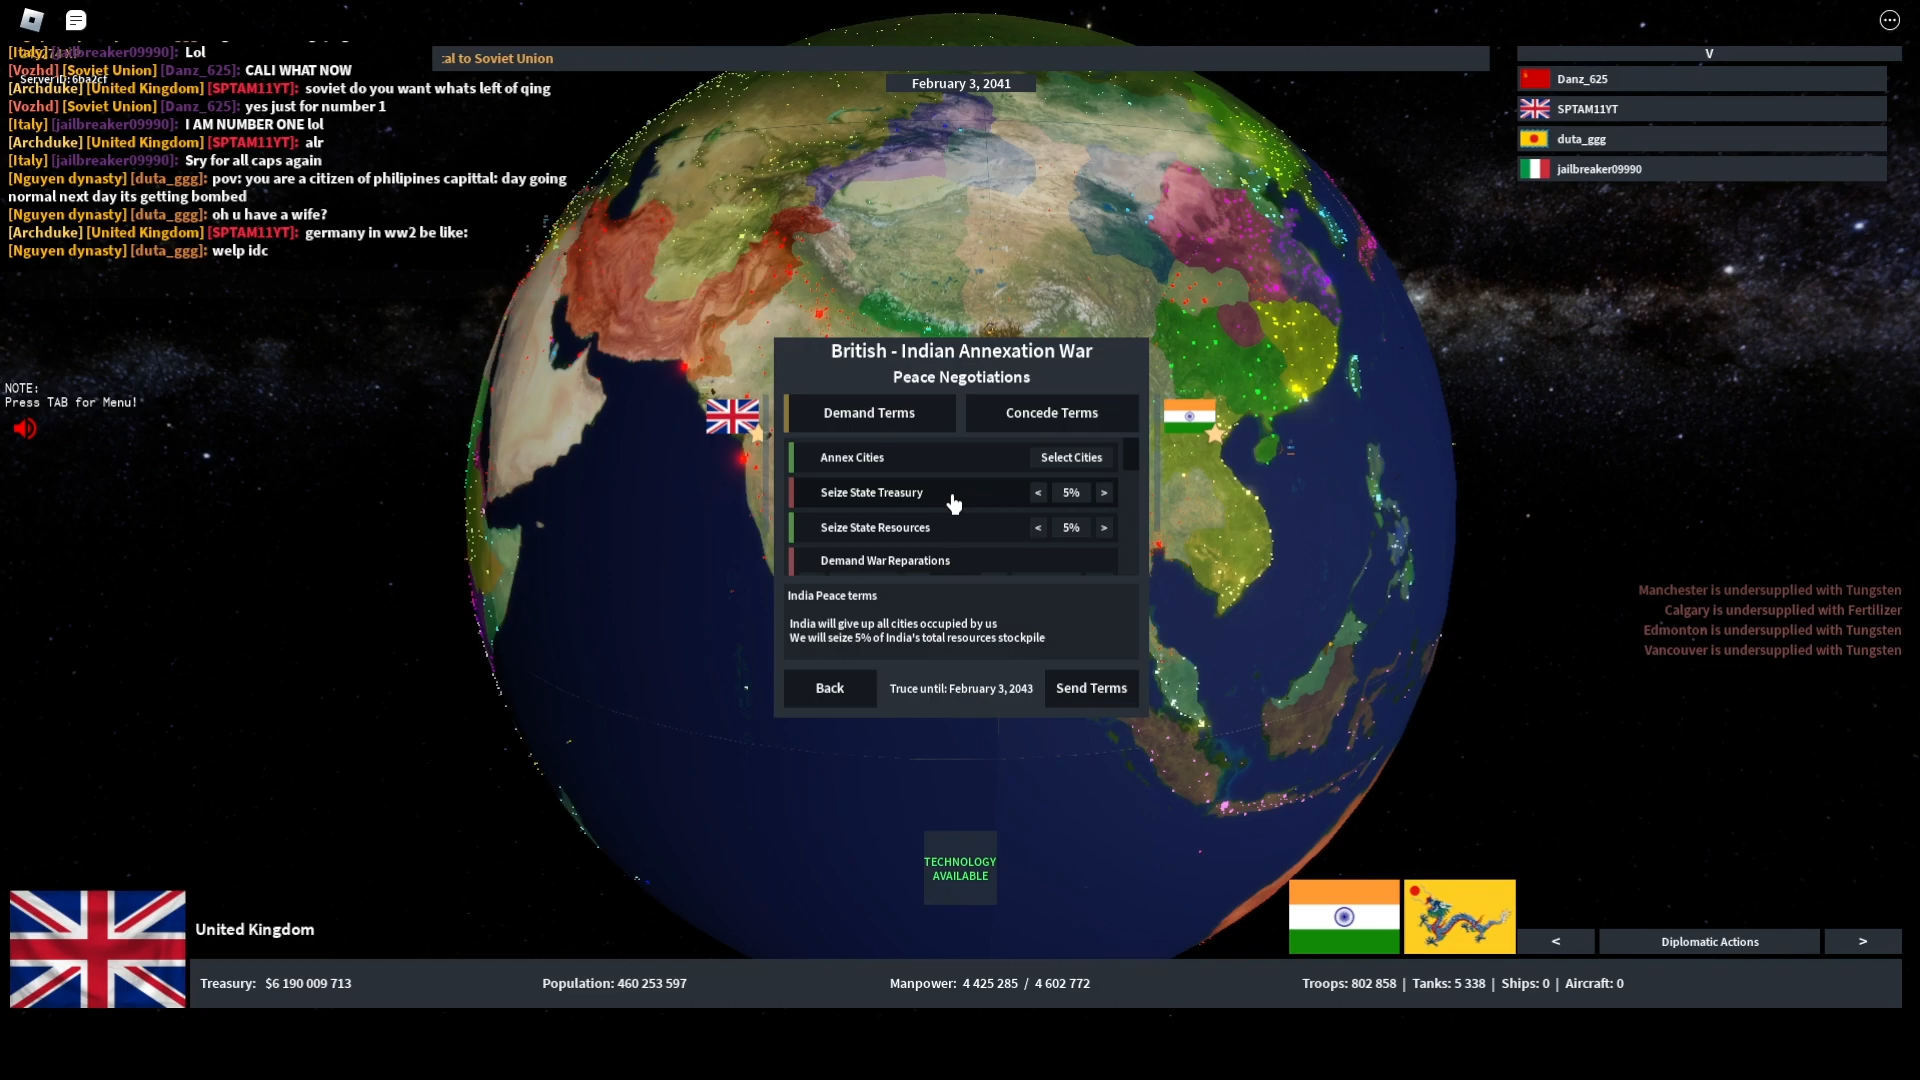 [Italy] [jailbreaker09990]: Lol
[Vozhd] [Soviet Union] [Danz_625]: CALI WHAT NOW
[Archduke] [United Kingdom] [SPTAM11YT]: soviet do you want whats left of qing
[Vozhd] [Soviet Union] [Danz_625]: yes just for number 1
[Italy] [jailbreaker09990]: I AM NUMBER ONE lol
[Archduke] [United Kingdom] [SPTAM11YT]: alr
[Italy] [jailbreaker09990]: Sry for all caps again
[Nguyen dynasty] [duta_ggg]: pov: you are a citizen of philipines capittal: day going
normal next day its getting bombed
[Nguyen dynasty] [duta_ggg]: oh u have a wife?
[Archduke] [United Kingdom] [SPTAM11YT]: germany in ww2 be like:
[Nguyen dynasty] [duta_ggg]: welp idc
Server ID: 6ba2cf
cal to Soviet Union
February 3, 2041
V
Danz_625
SPTAM11YT
duta_ggg
jailbreaker09990
NOTE:
Press TAB for Menu!
British - Indian Annexation War
Peace Negotiations
Demand Terms
Concede Terms
Annex Cities
Select Cities
Seize State Treasury
< 5% >
Seize State Resources
< 5% >
Demand War Reparations
India Peace terms
India will give up all cities occupied by us
We will seize 5% of India's total resources stockpile
Back
Truce until: February 3, 2043
Send Terms
Manchester is undersupplied with Tungsten
Calgary is undersupplied with Fertilizer
Edmonton is undersupplied with Tungsten
Vancouver is undersupplied with Tungsten
TECHNOLOGY
AVAILABLE
United Kingdom
< Diplomatic Actions >
Treasury: $6 190 009 713
Population: 460 253 597
Manpower: 4 425 285 / 4 602 772
Troops: 802 858 | Tanks: 5 338 | Ships: 0 | Aircraft: 0